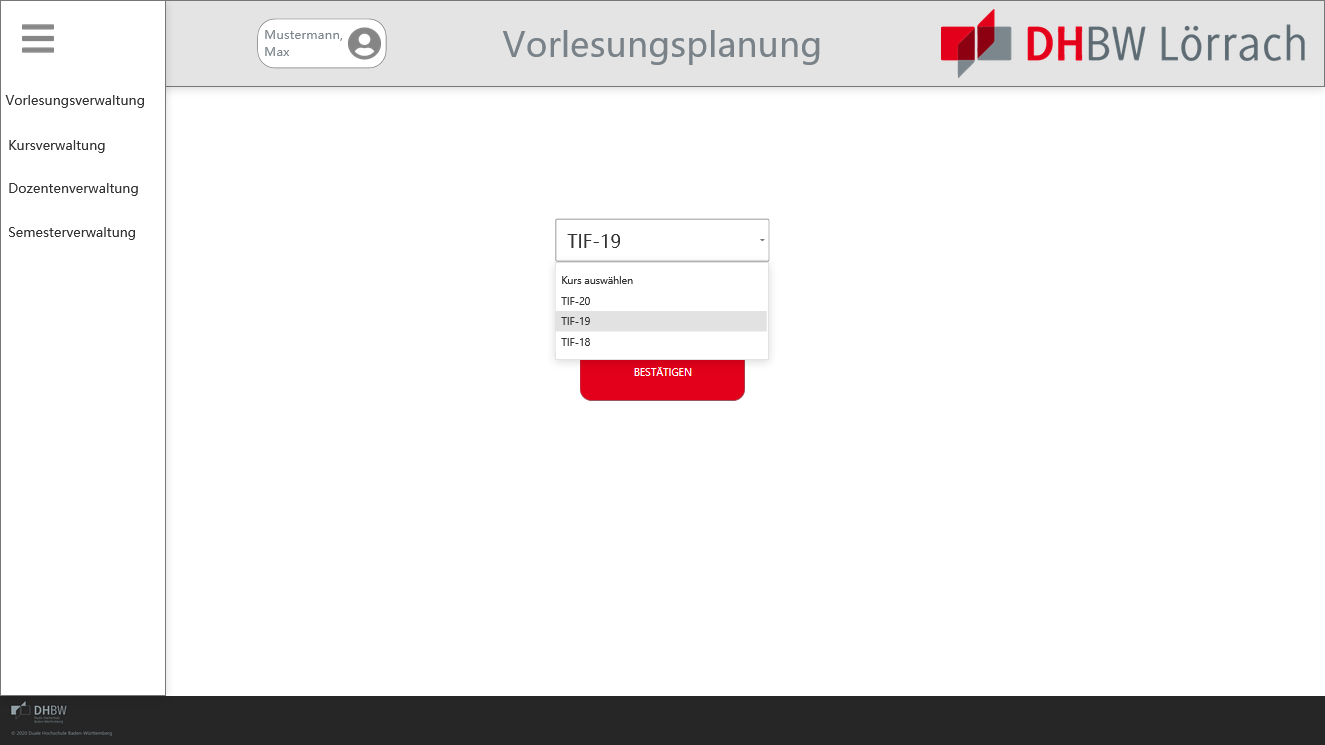 Mustermann,
Max
Vorlesungsplanung
DHBW Lörrach
Vorlesungsverwaltung
Kursverwaltung
Dozentenverwaltung
Semesterverwaltung
TIF-19
Kurs auswählen
TIF-20
TIF-19
TIF-18
BESTÄTIGEN
DHBW
Duale Hochschule
Baden-Württemberg
© 2020 Duale Hochschule Baden-Württemberg